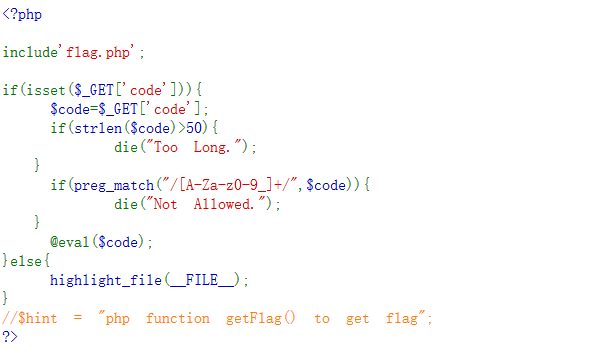 <?php
include'flag.php';
if(isset($_GET['code'])){
$code=$_GET['code'];
if(strlen($code)>50){
die("Too Long.");
}
if(preg_match("/[A-Za-z0-9_]+/",$code)){
die("Not Allowed.");
}
@eval($code);
}else{
highlight_file(__FILE__);
}
//$hint = "php function getFlag() to get flag";
?>